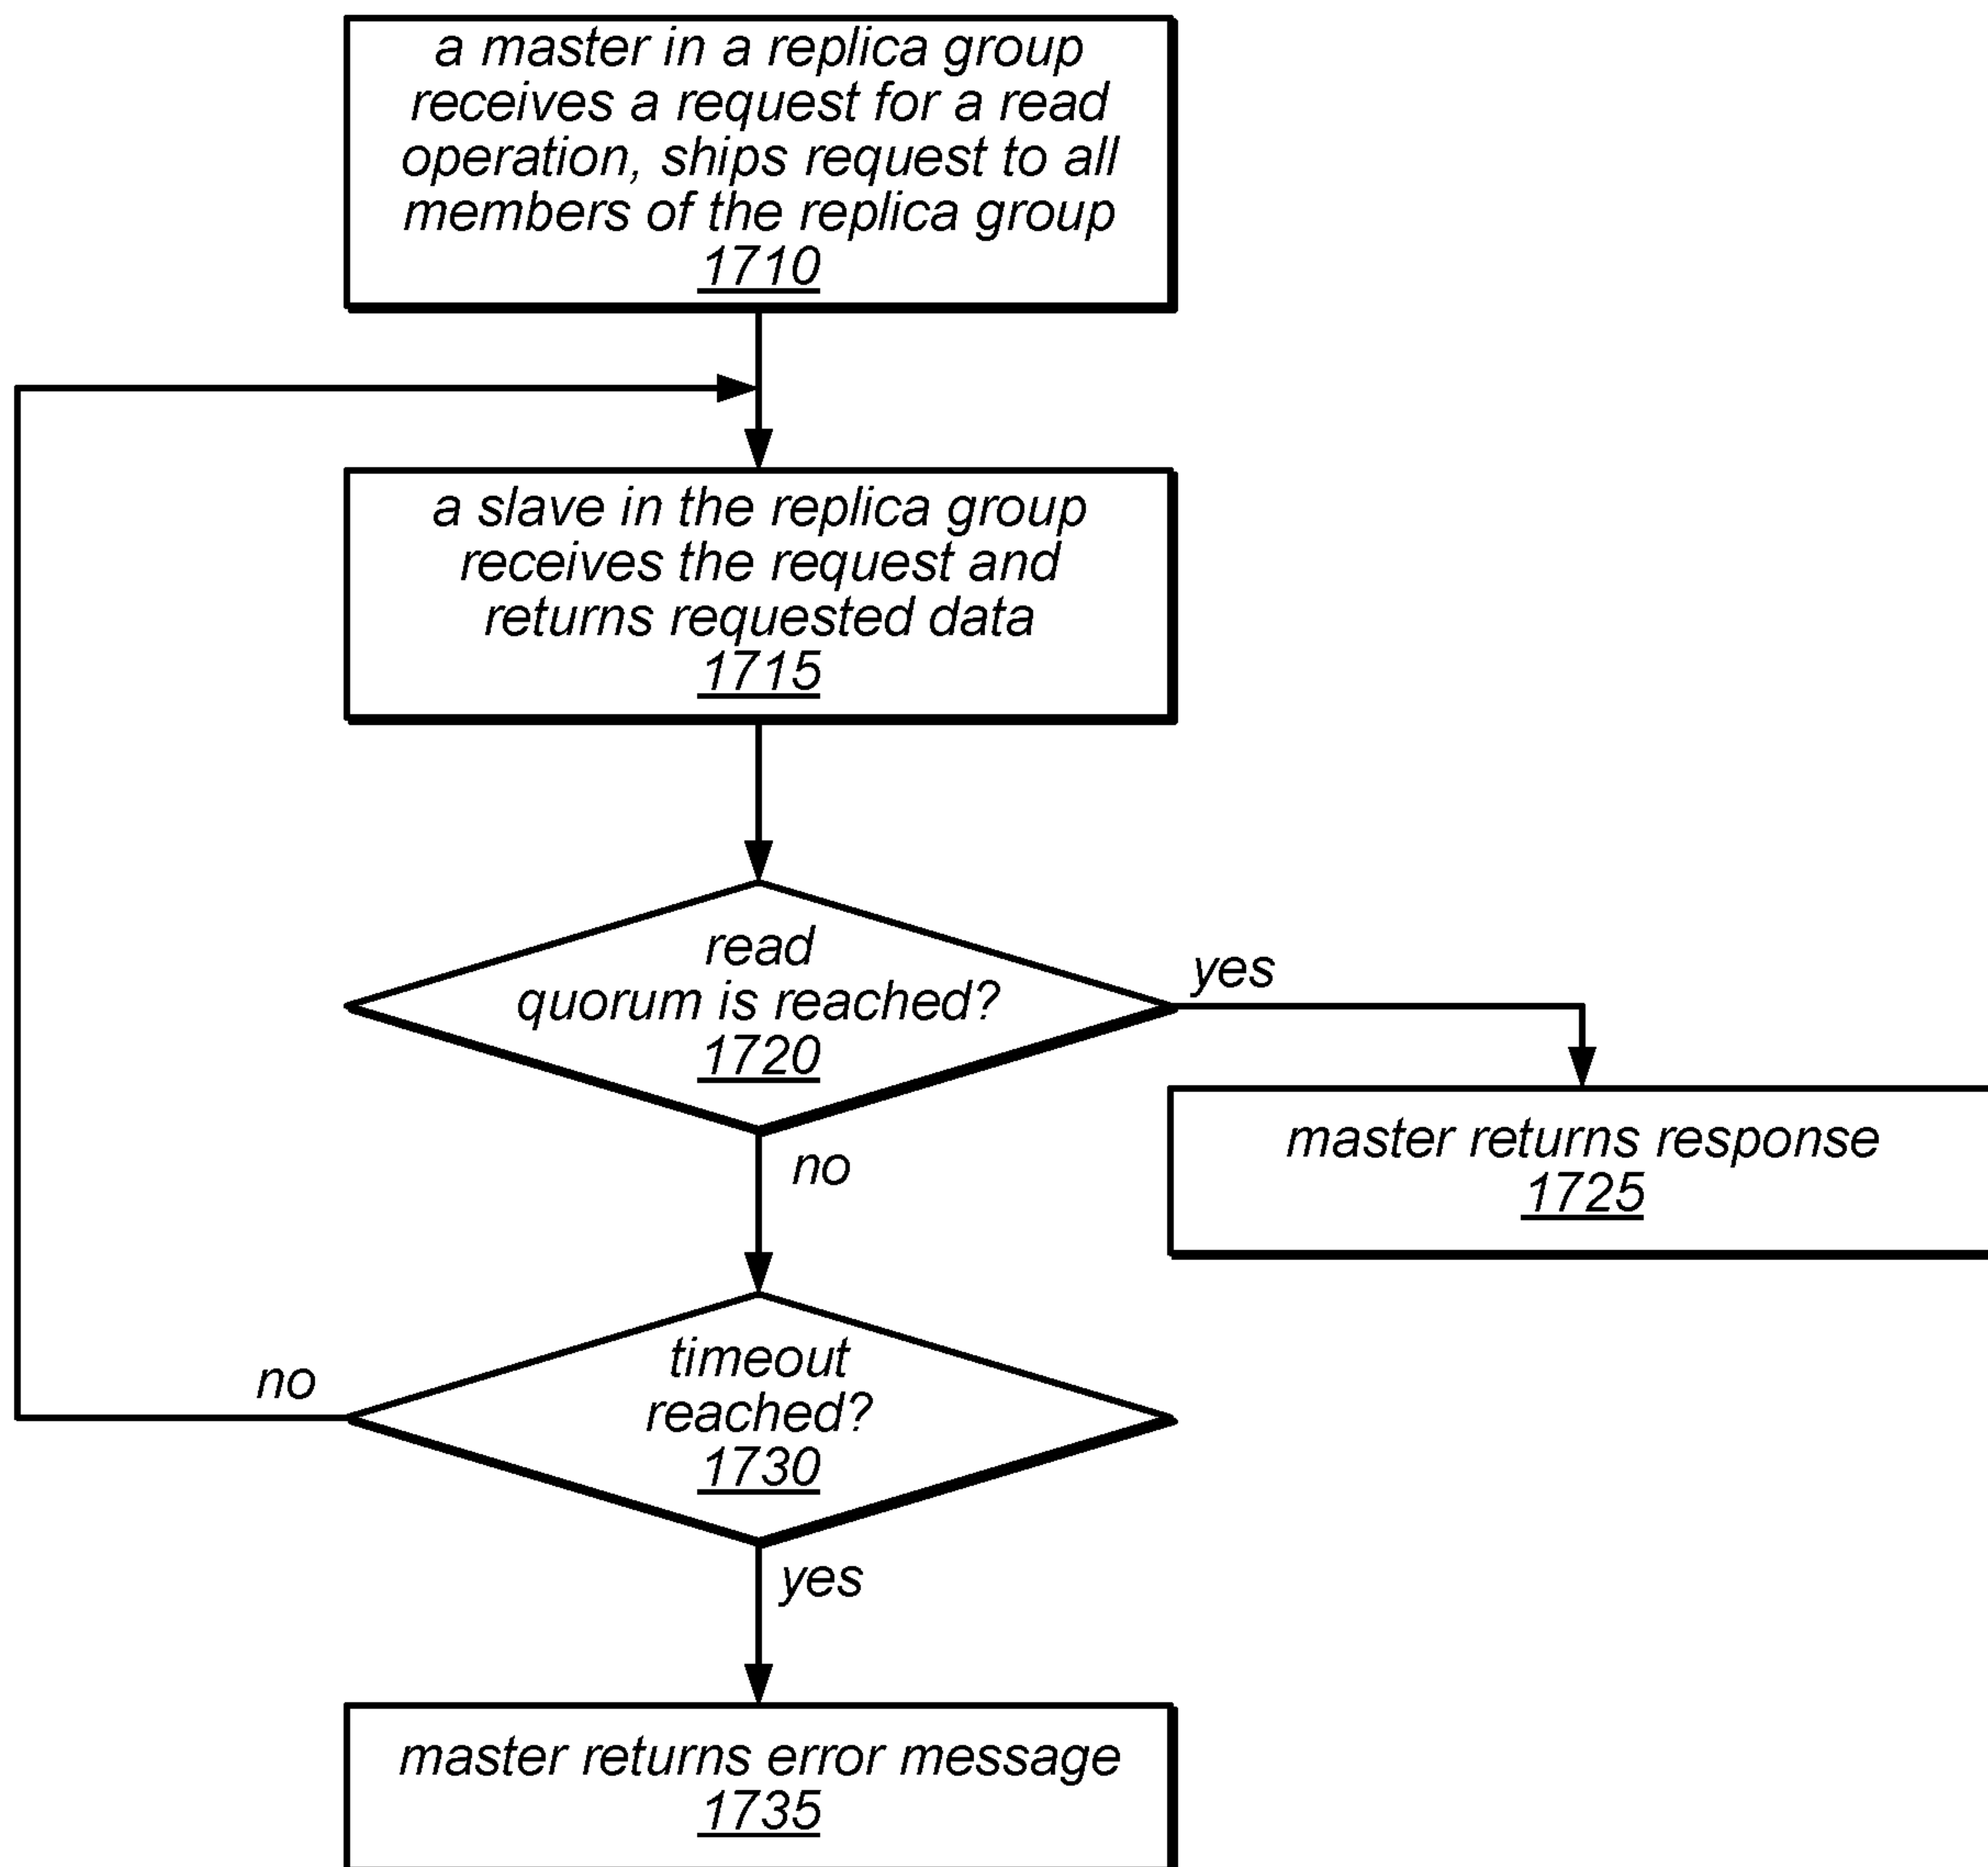 a master in a replica group
receives a request for a read
operation, ships request to all
members of the replica group
1710
a slave in the replica group
receives the request and
returns requested data
1715
read
quorum is reached?
1720
yes
master returns response
1725
no
timeout
reached?
1730
no
yes
master returns error message
1735